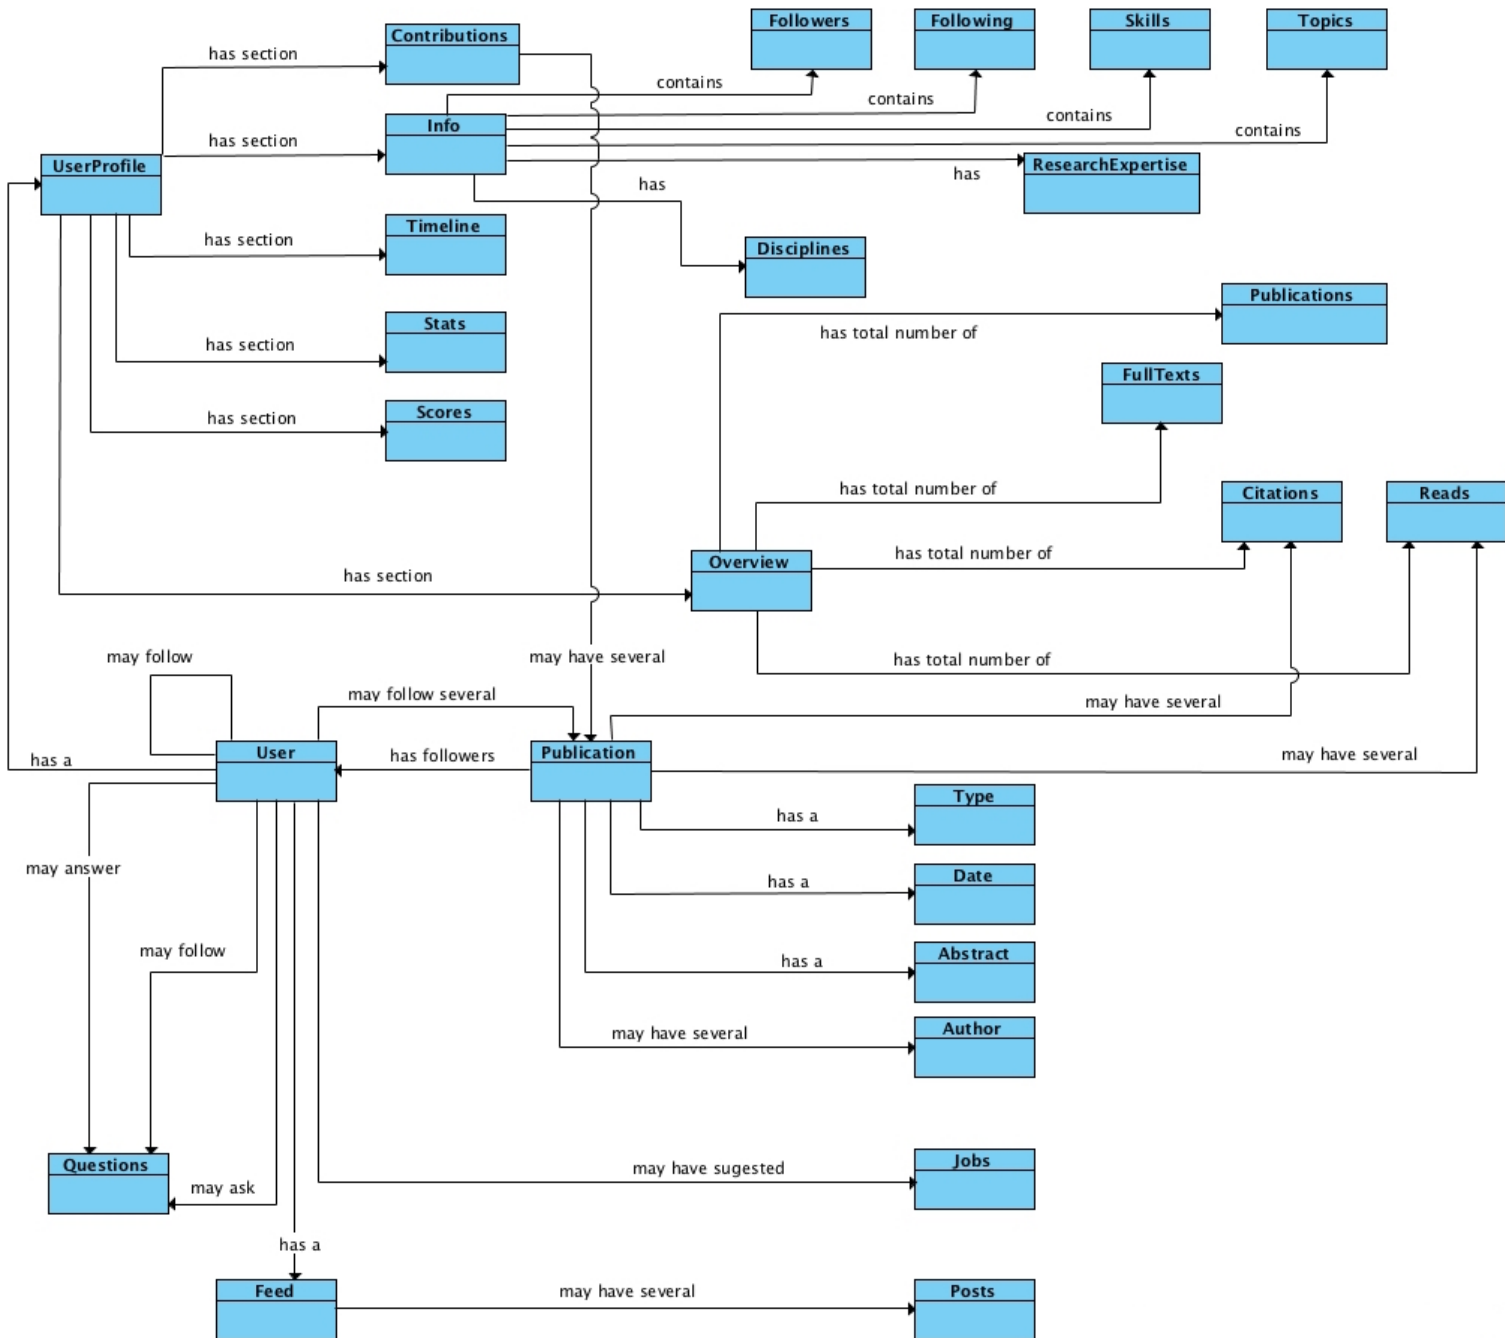 Followers
Following
Skills
Topics
Contributions
has section
contains
contains
contains
contains
Info
has section
UserProfile
ResearchExpertise
has
has
Timeline
has section
Disciplines
Publications
has total number of
Stats
has section
FullTexts
Scores
has section
has total number of
Citations
Reads
has total number of
Overview
has section
may follow
may have several
has total number of
may follow several
may have several
User
has a
has followers
Publication
may have several
Type
has a
may answer
Date
has a
may follow
Abstract
has a
Author
may have several
Questions
may have sugested
Jobs
may ask
has a
Feed
may have several
Posts